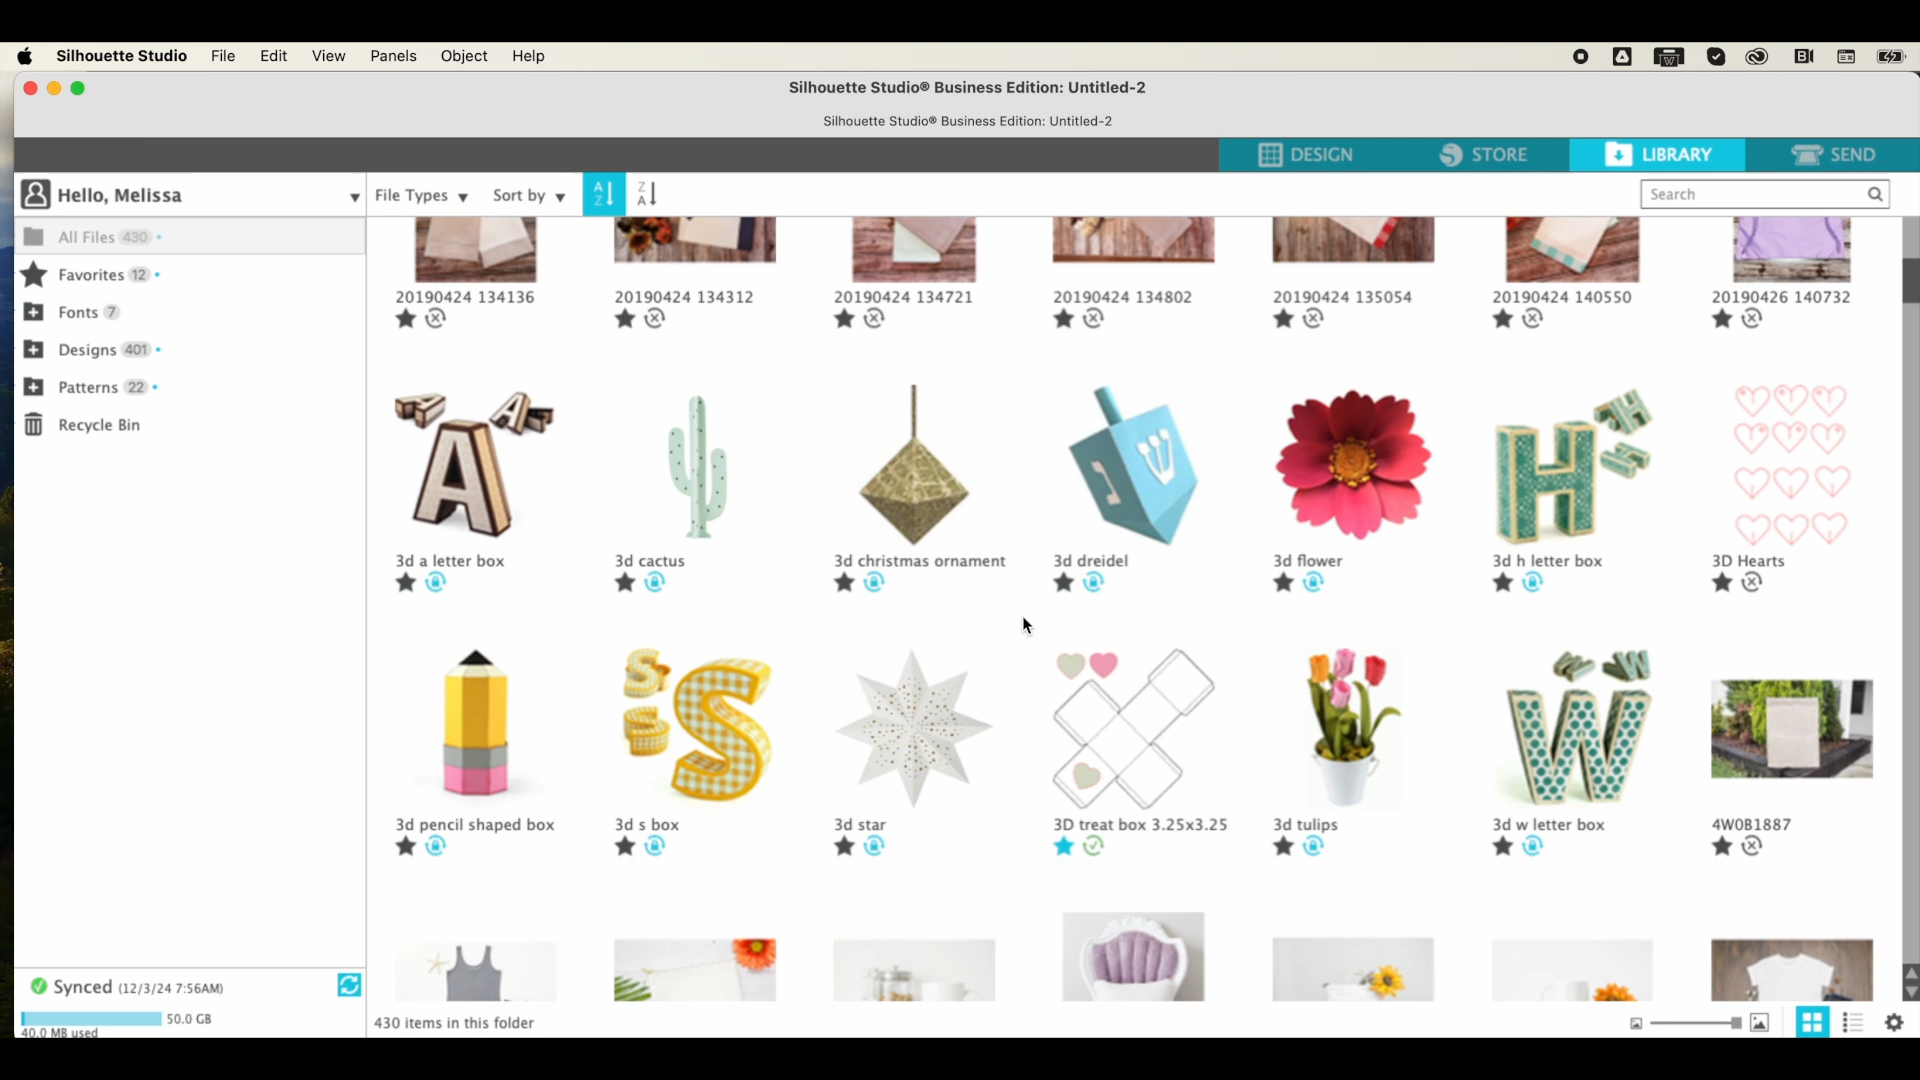 Silhouette Studio File Edit View Panels Object Help
Silhouette Studio® Business Edition: Untitled-2
Silhouette Studio® Business Edition: Untitled-2
DESIGN STORE LIBRARY SEND
Hello, Melissa
File Types Sort by A Z Z A Search
All Files 430
Favorites 12
Fonts 7
Designs 401
Patterns 22
Recycle Bin
20190424 134136 20190424 134312 20190424 134721 20190424 134802 20190424 135054 20190424 140550 20190426 140732
3d a letter box 3d cactus 3d christmas ornament 3d dreidel 3d flower 3d h letter box 3D Hearts
3d pencil shaped box 3d s box 3d star 3D treat box 3.25x3.25 3d tulips 3d w letter box 4W0B1887
Synced (12/3/24 7:56AM)
50.0 GB
40.0 MB used
430 items in this folder